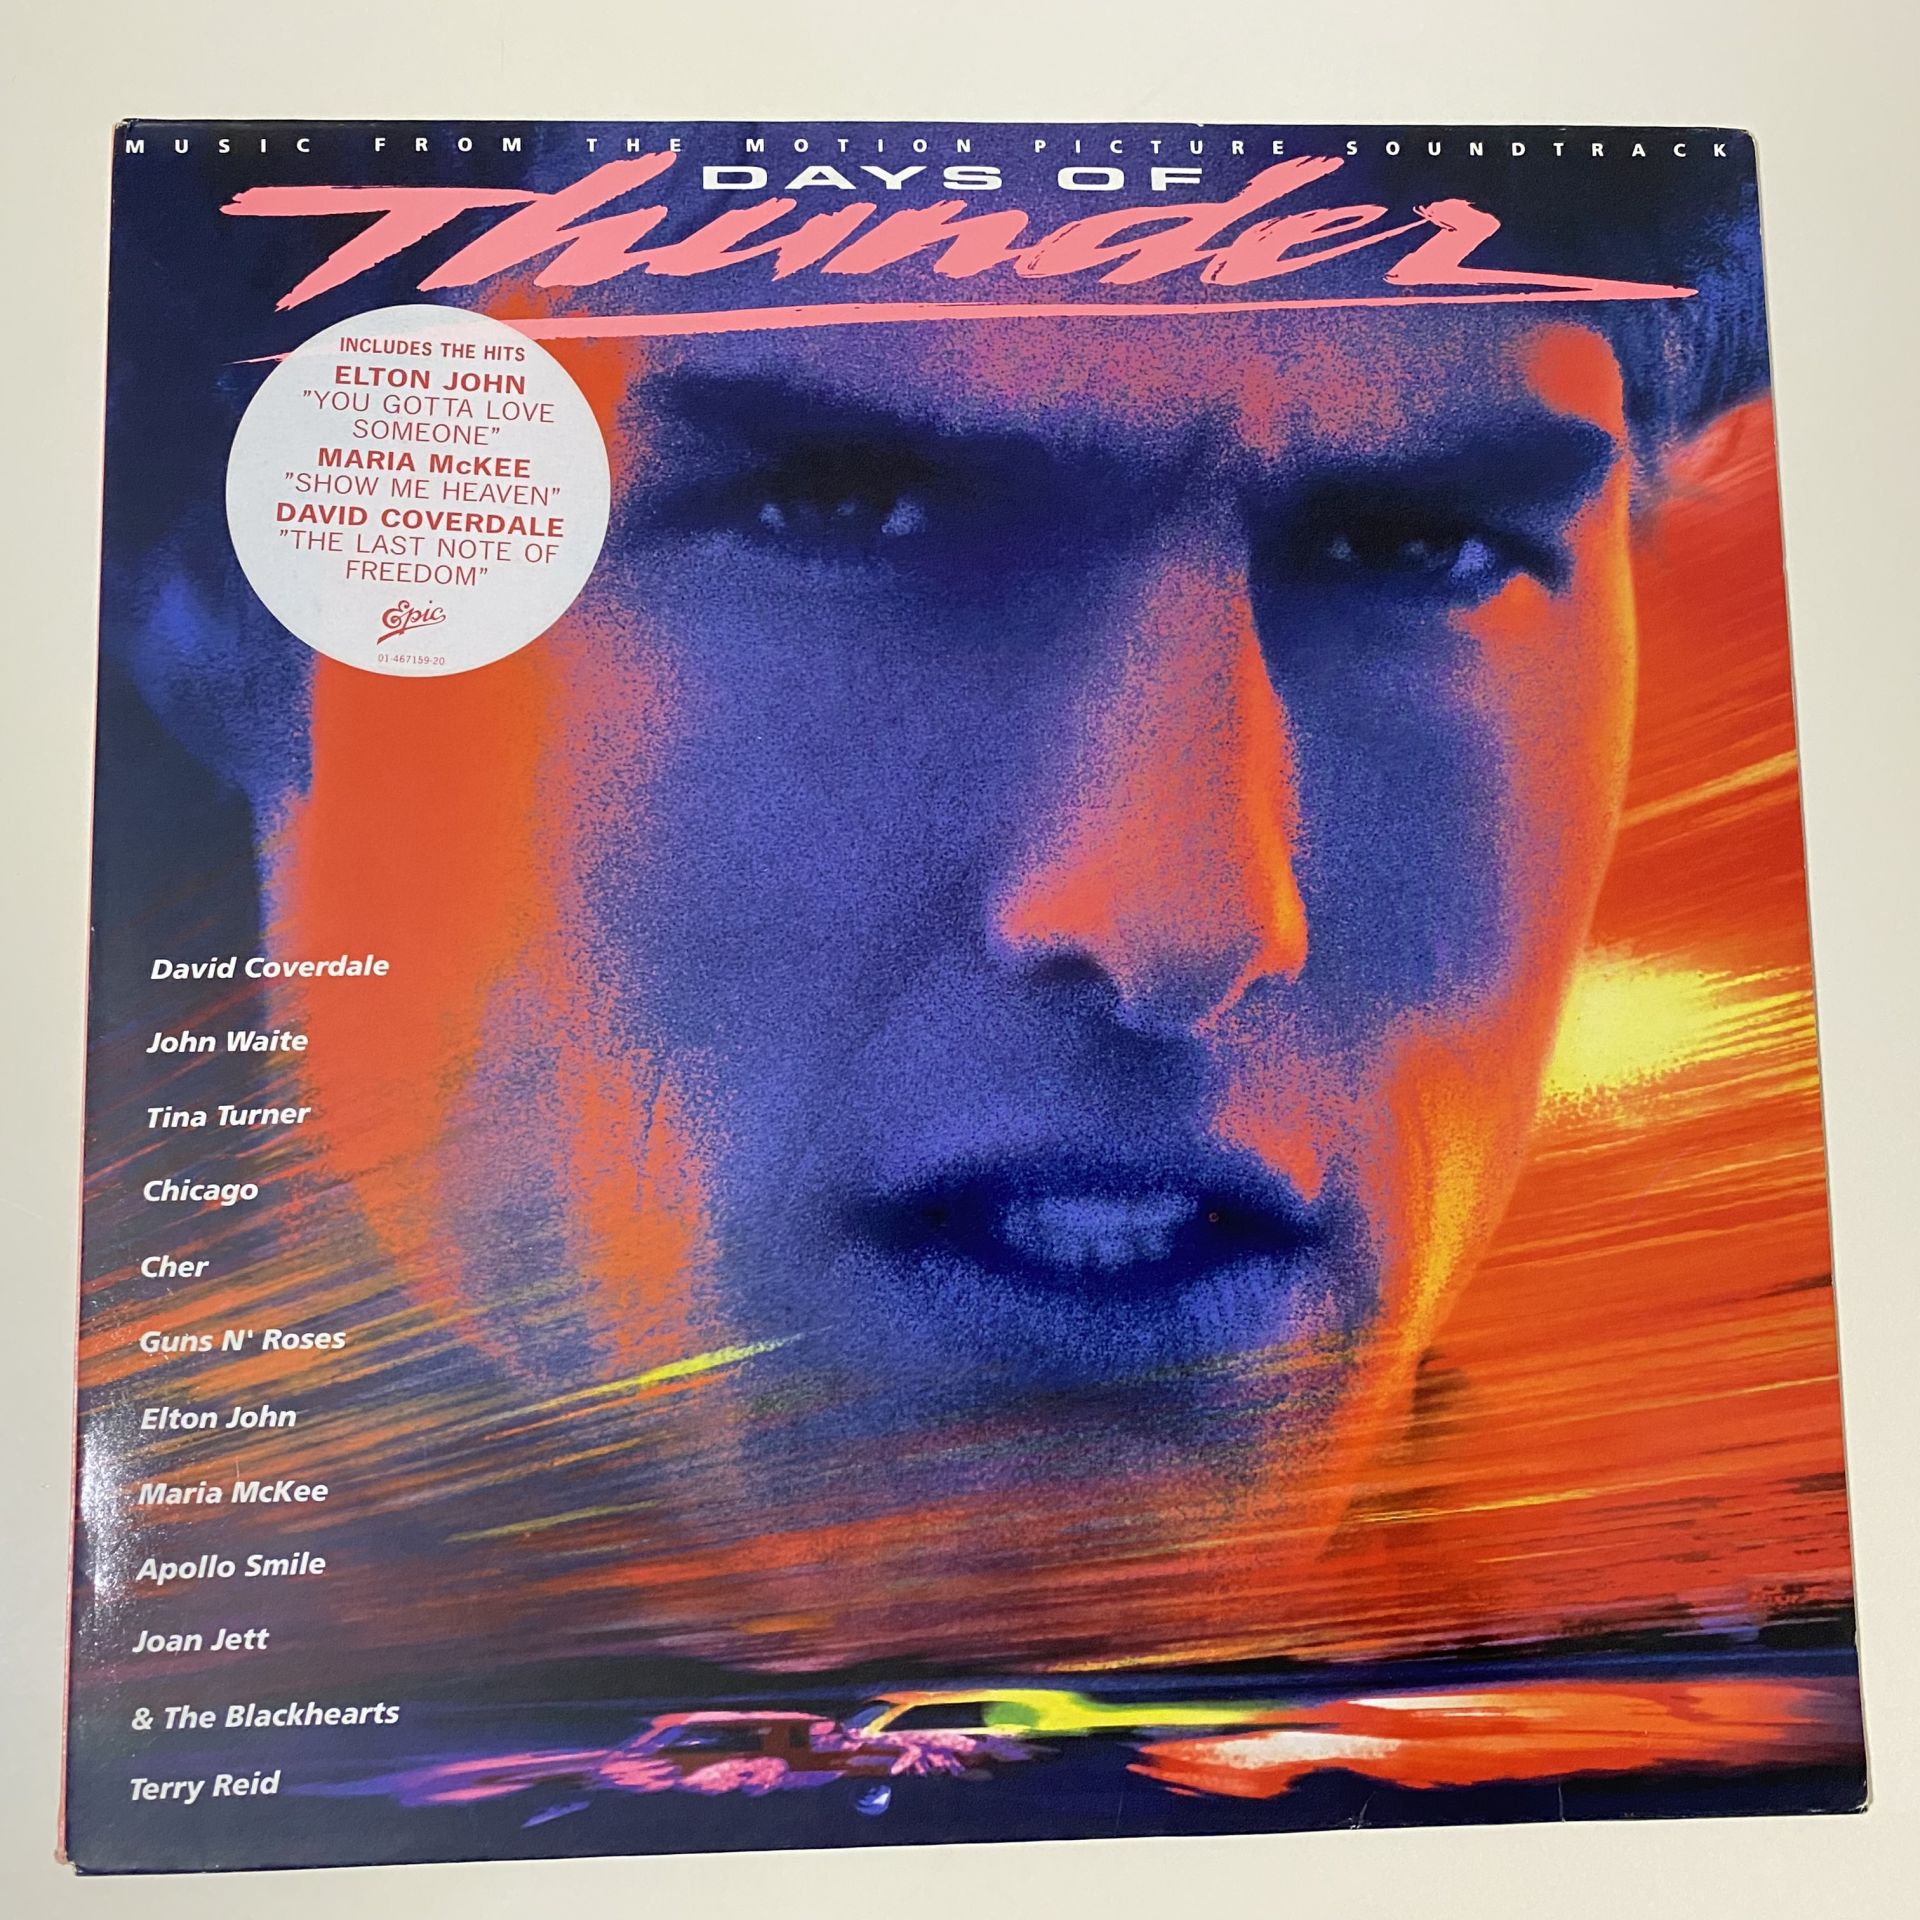 MUSIC FROM THE MOTION PICTURE SOUNDTRACK
DAYS OF
Thunder
INCLUDES THE HITS
ELTON JOHN
"YOU GOTTA LOVE
SOMEONE"
MARIA McKEE
"SHOW ME HEAVEN"
DAVID COVERDALE
"THE LAST NOTE OF
FREEDOM"
Epic
01-467159-20
David Coverdale
John Waite
Tina Turner
Chicago
Cher
Guns N' Roses
Elton John
Maria McKee
Apollo Smile
Joan Jett
& The Blackhearts
Terry Reid